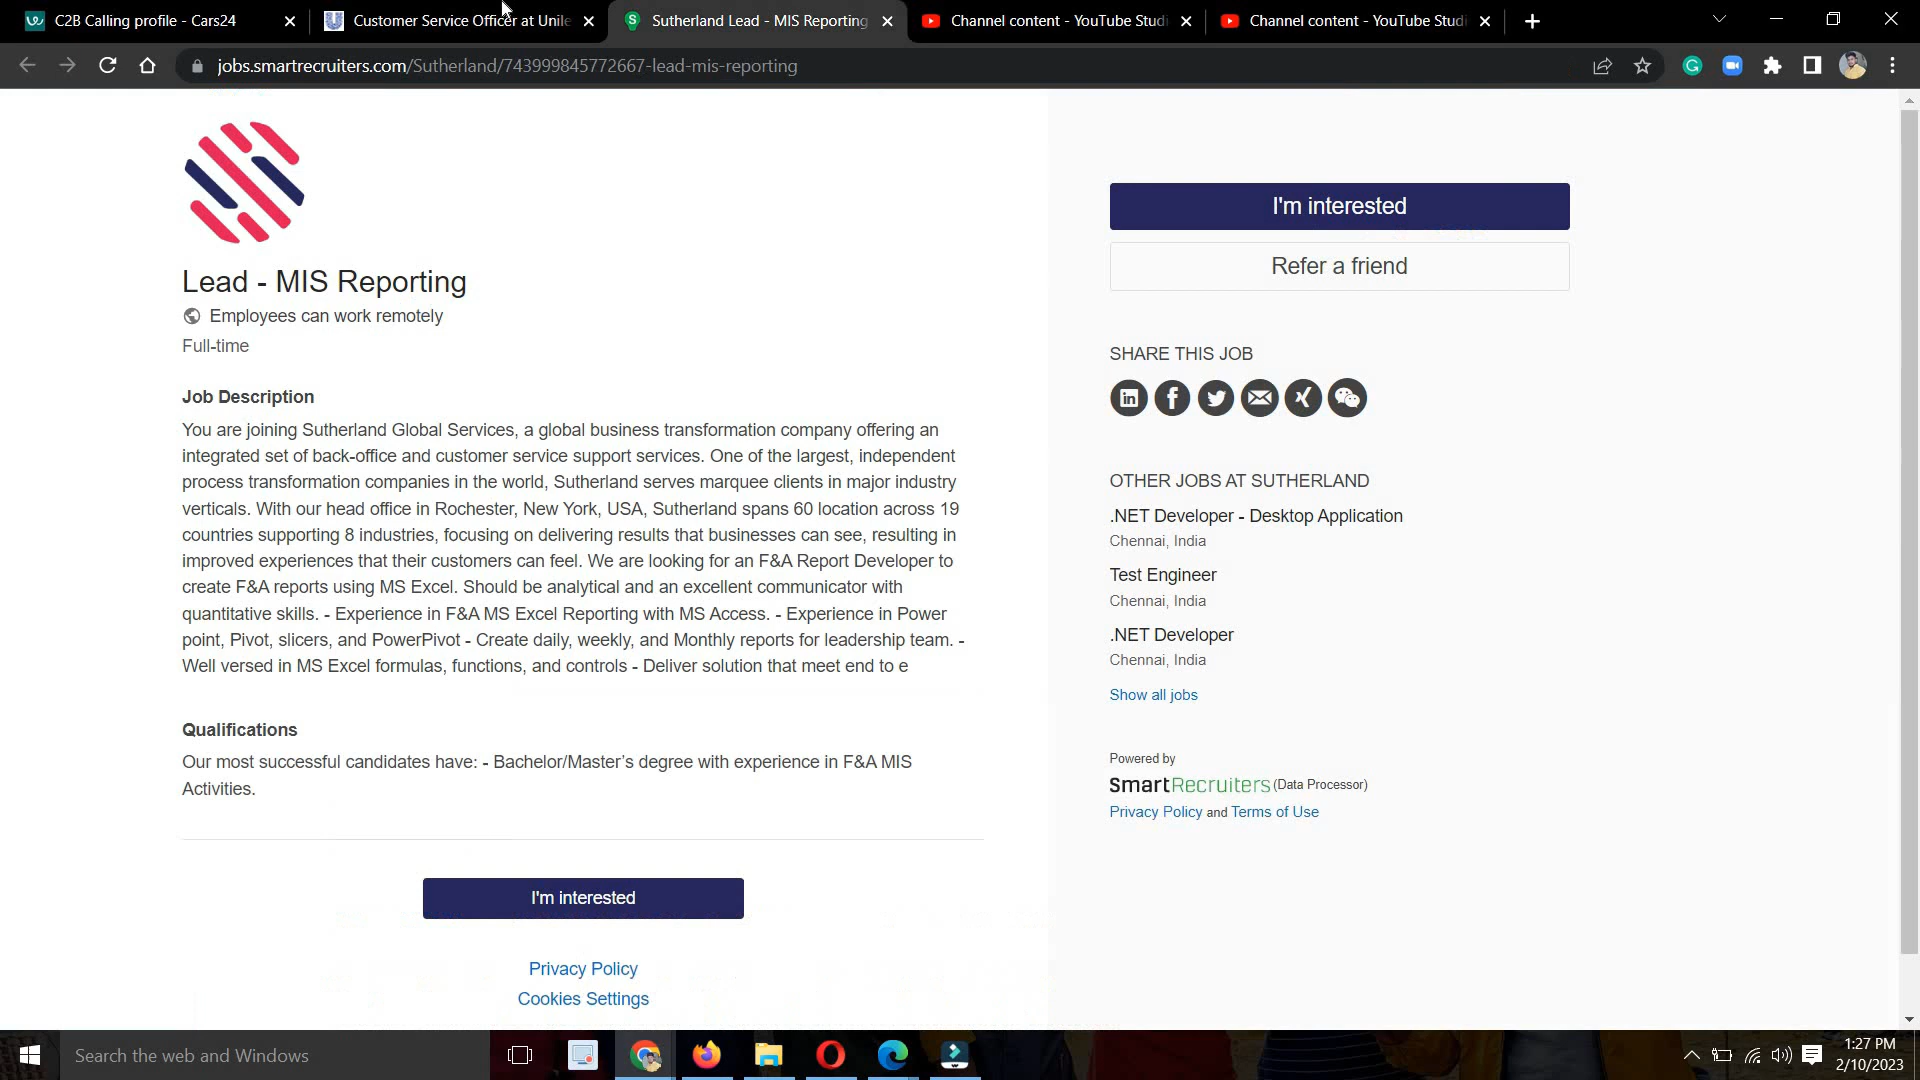 C2B Calling profile - Cars24
Customer Service Officer at Unile
Sutherland Lead - MIS Reporting
Channel content - YouTube Studi
Channel content - YouTube Studi
jobs.smartrecruiters.com/Sutherland/743999845772667-lead-mis-reporting
Lead - MIS Reporting
Employees can work remotely
Full-time
Job Description
You are joining Sutherland Global Services, a global business transformation company offering an
integrated set of back-office and customer service support services. One of the largest, independent
process transformation companies in the world, Sutherland serves marquee clients in major industry
verticals. With our head office in Rochester, New York, USA, Sutherland spans 60 location across 19
countries supporting 8 industries, focusing on delivering results that businesses can see, resulting in
improved experiences that their customers can feel. We are looking for an F&A Report Developer to
create F&A reports using MS Excel. Should be analytical and an excellent communicator with
quantitative skills. - Experience in F&A MS Excel Reporting with MS Access. - Experience in Power
point, Pivot, slicers, and PowerPivot - Create daily, weekly, and Monthly reports for leadership team. -
Well versed in MS Excel formulas, functions, and controls - Deliver solution that meet end to e
Qualifications
Our most successful candidates have: - Bachelor/Master’s degree with experience in F&A MIS
Activities.
I'm interested
Privacy Policy
Cookies Settings
I'm interested
Refer a friend
SHARE THIS JOB
OTHER JOBS AT SUTHERLAND
.NET Developer - Desktop Application
Chennai, India
Test Engineer
Chennai, India
.NET Developer
Chennai, India
Show all jobs
Powered by
SmartRecruiters (Data Processor)
Privacy Policy and Terms of Use
Search the web and Windows
1:27 PM
2/10/2023